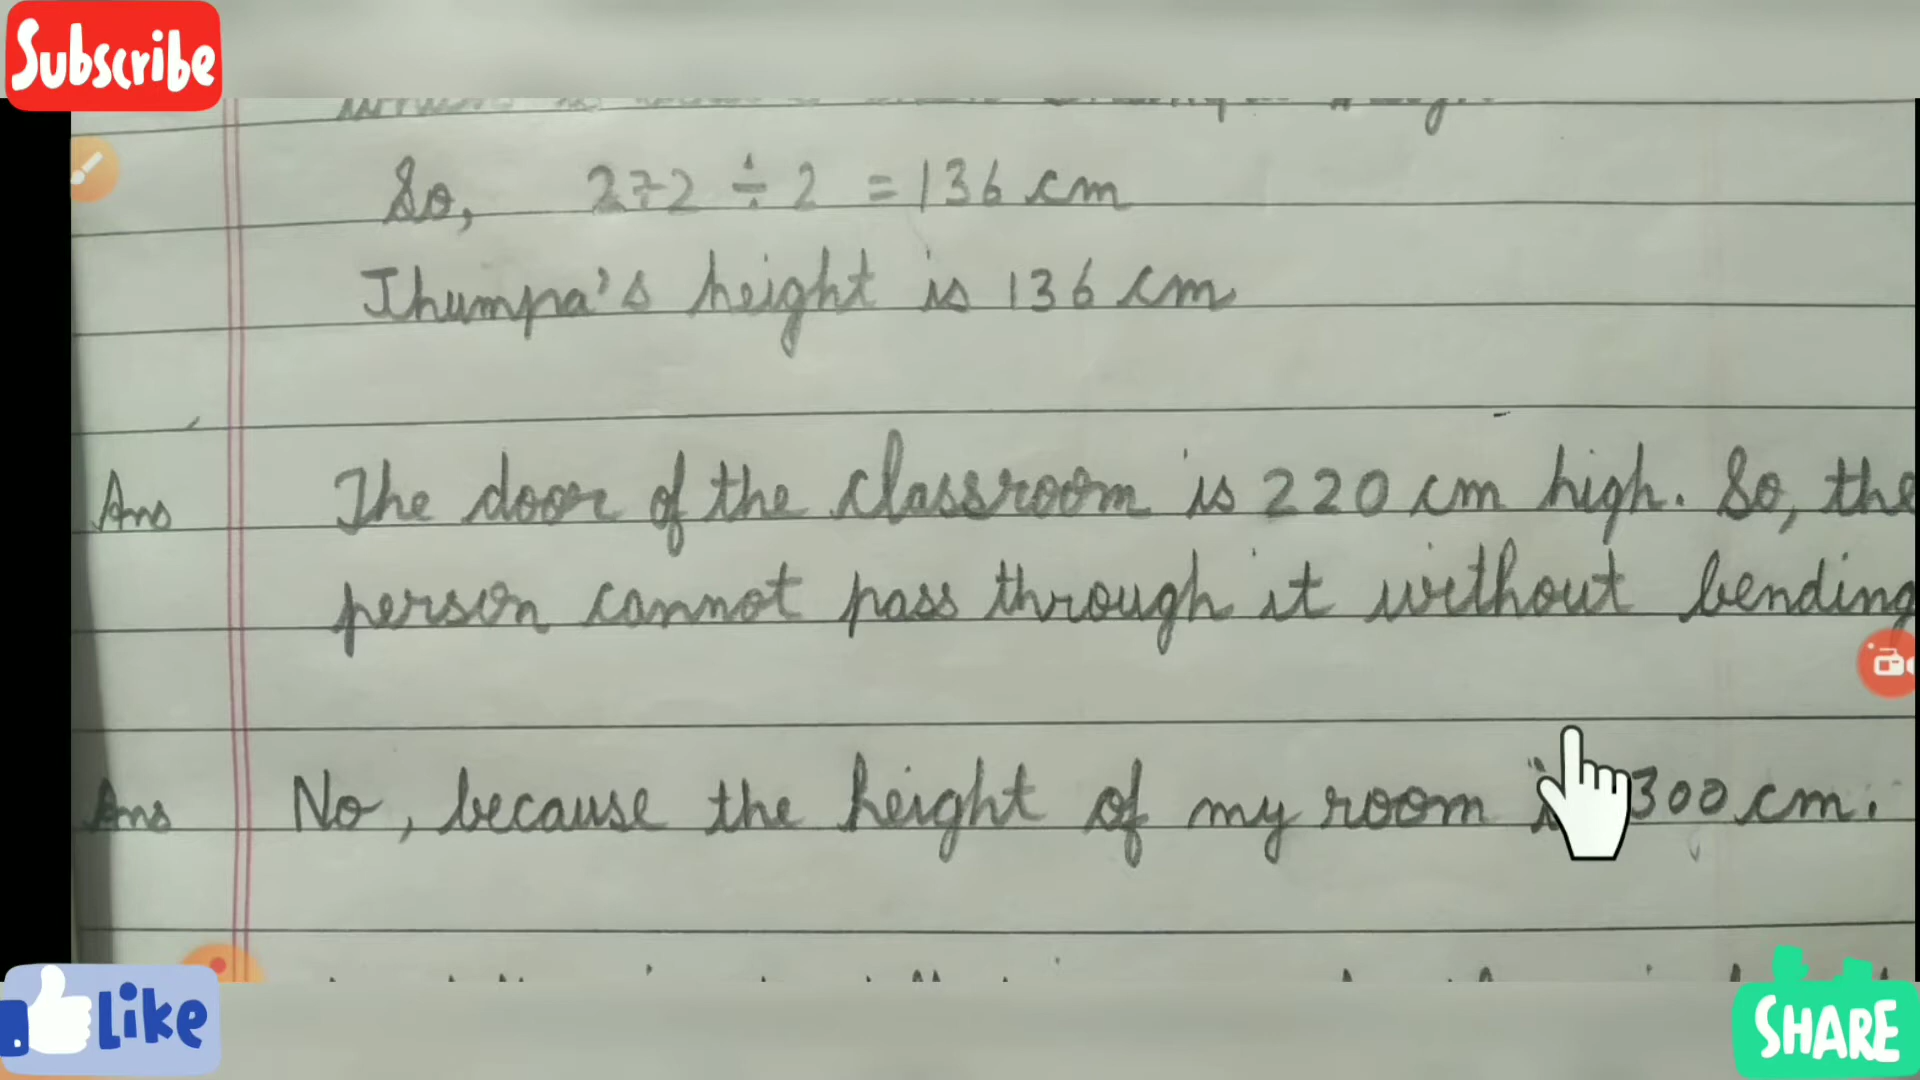 Subscribe
So, 272 ÷ 2 = 136 cm
Jhumpa's height is 136 cm
Ans The door of the classroom is 220 cm high. So, the
person cannot pass through it without bending
Ans No, because the height of my room 300 cm.
Like
SHARE